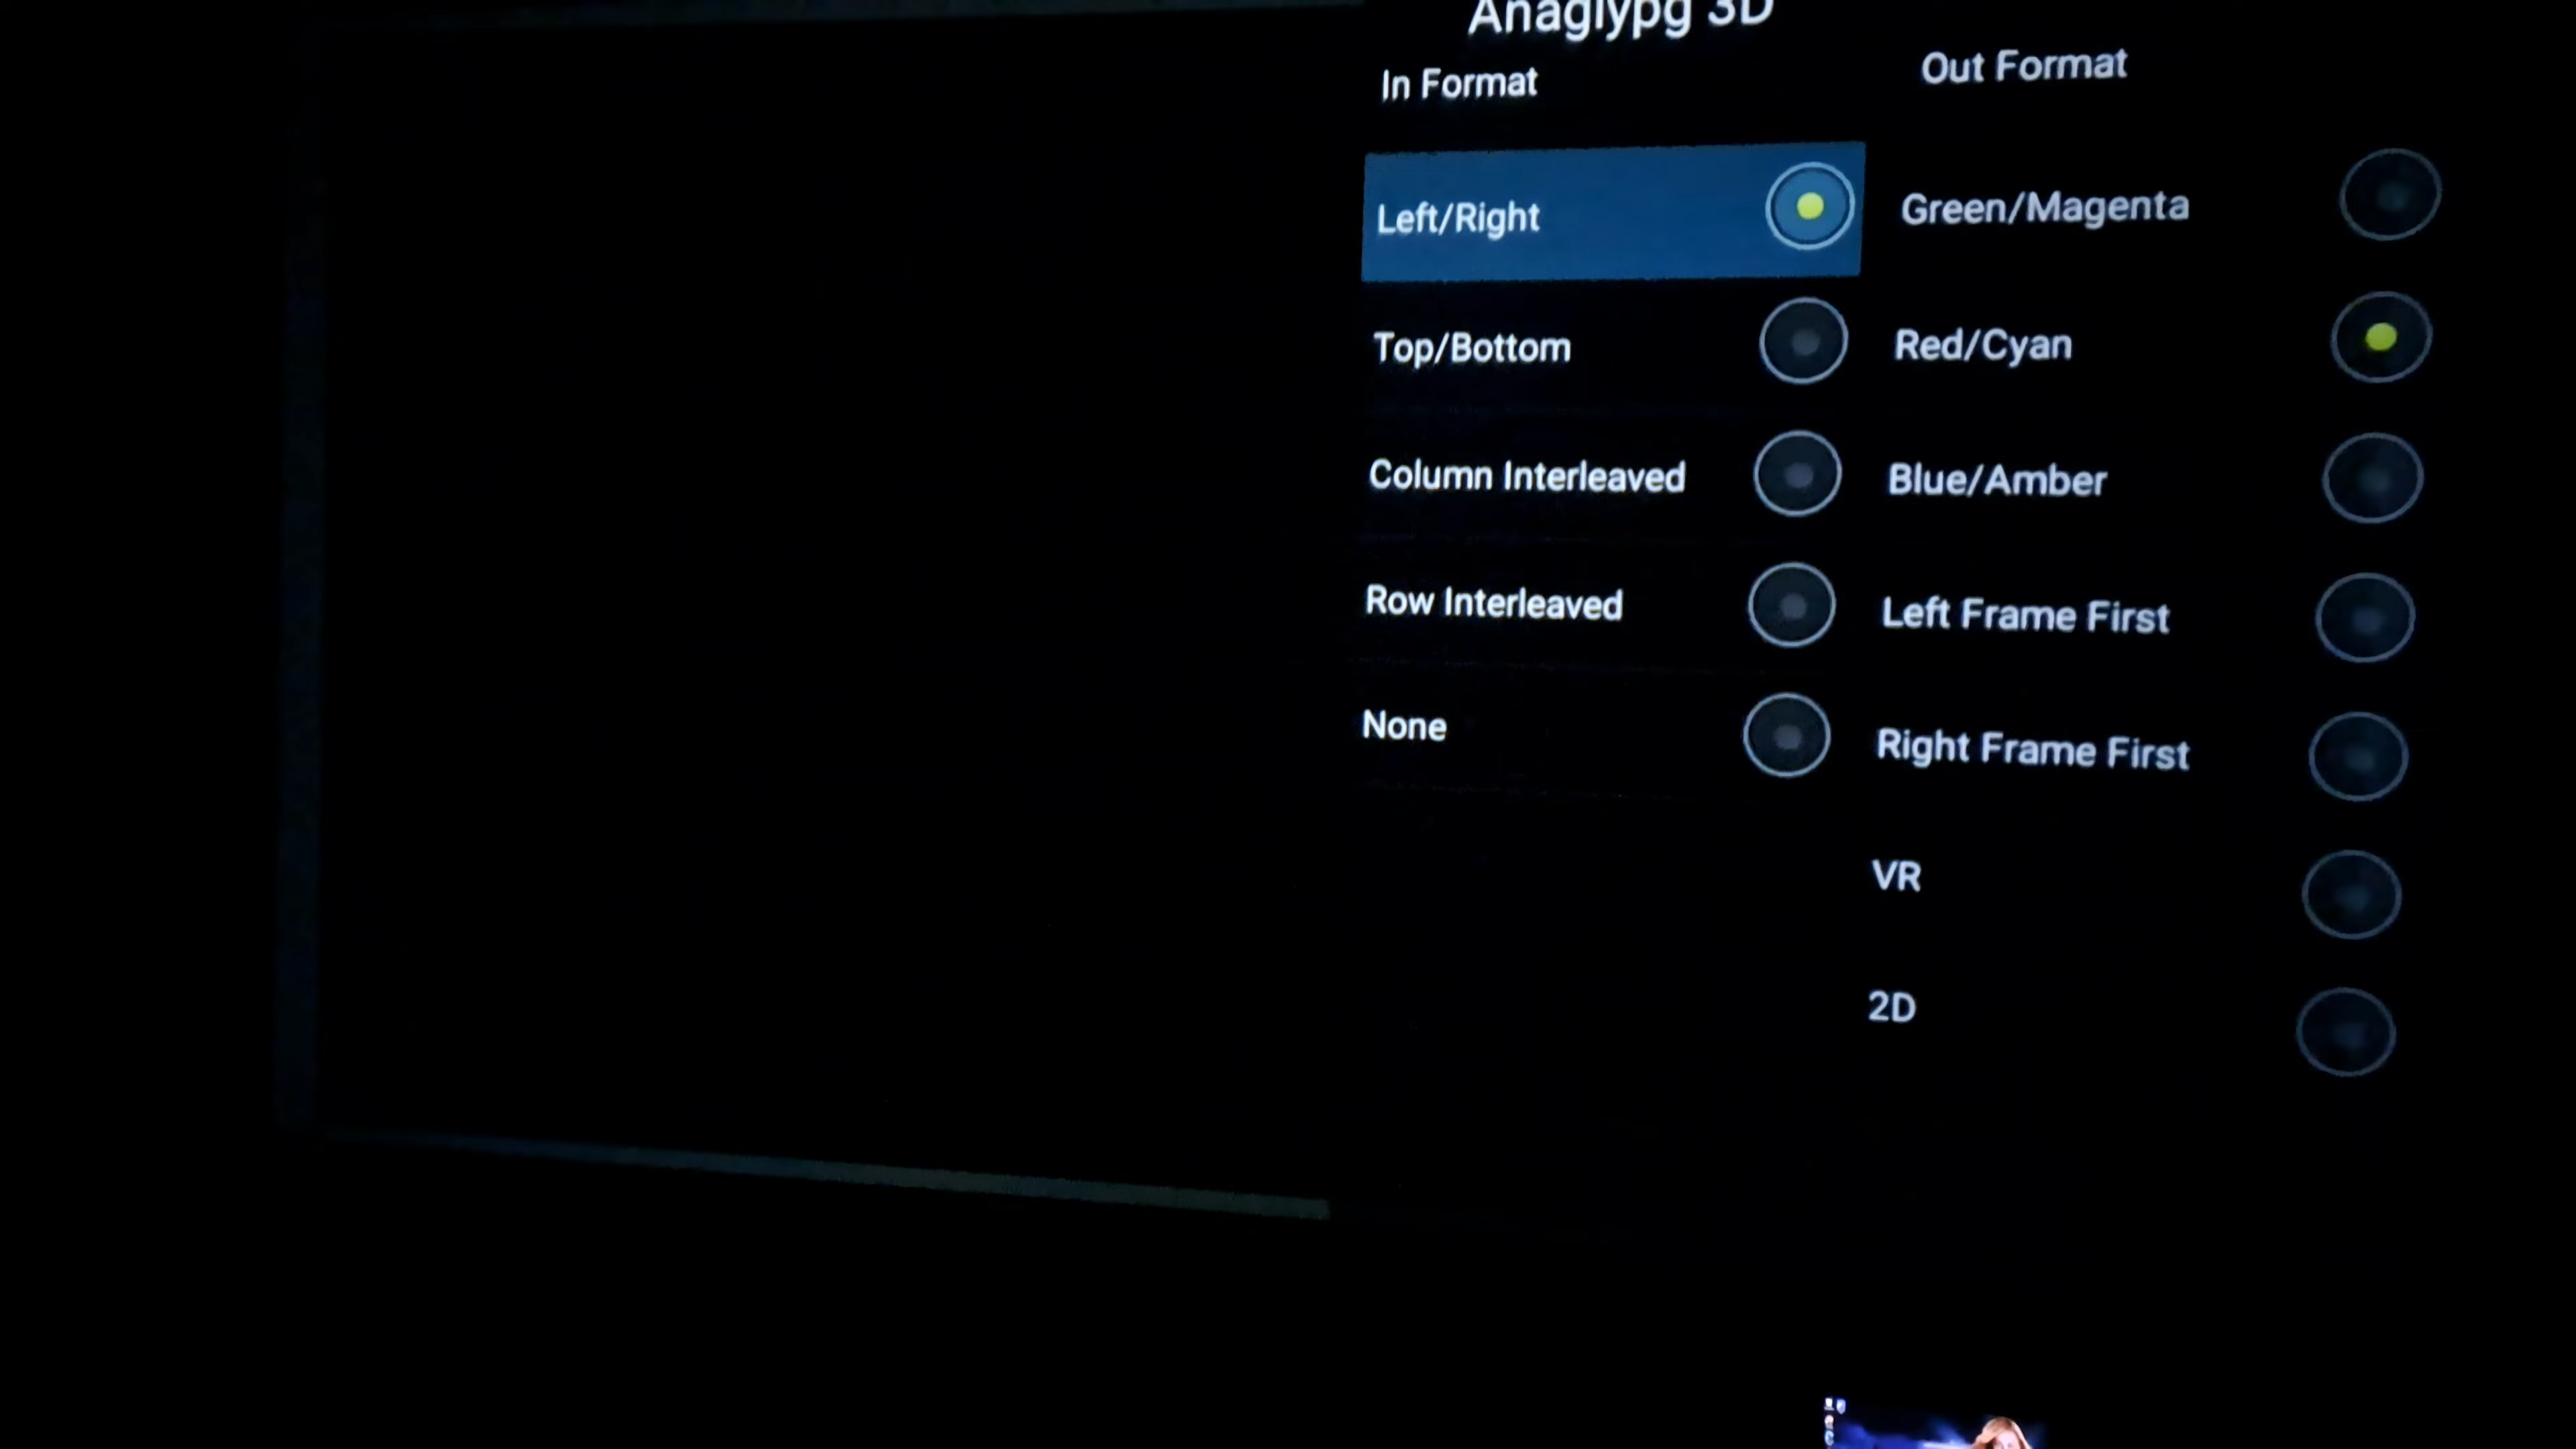 Anaglypg 3D
In Format
Out Format
Left/Right
Green/Magenta
Top/Bottom
Red/Cyan
Column Interleaved
Blue/Amber
Row Interleaved
Left Frame First
None
Right Frame First
VR
2D